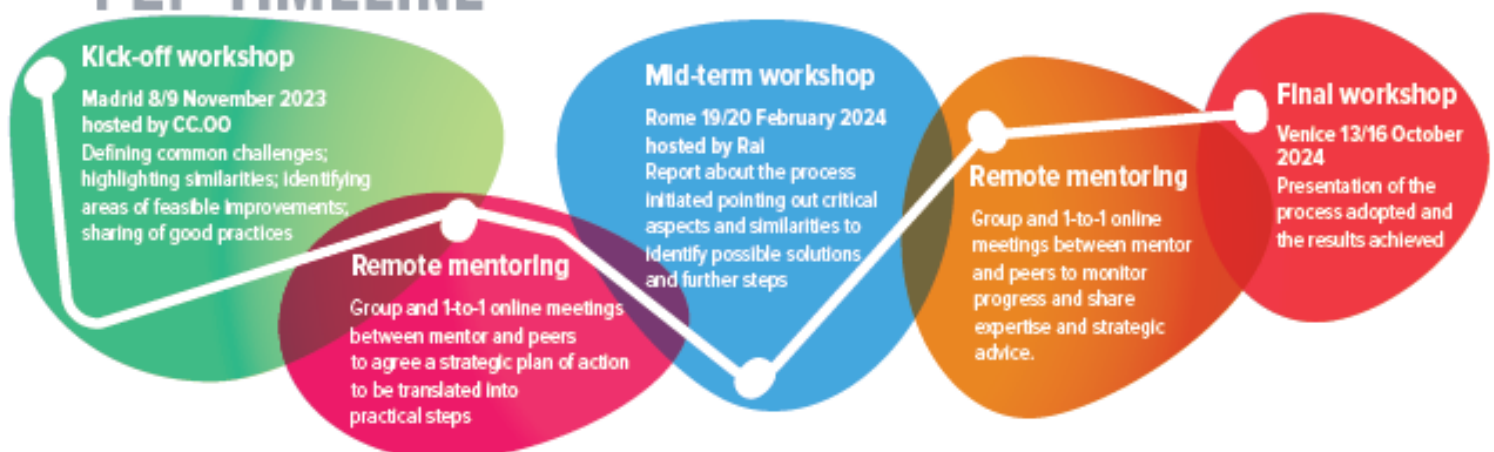 TIMELINE
Kick-off workshop
Madrid 8/9 November 2023
hosted by CC.OO
Defining common challenges;
highlighting similarities; identifying
areas of feasible improvements;
sharing of good practices
Remote mentoring
Group and 1-to-1 online meetings
between mentor and peers
to agree a strategic plan of action
to be translated into
practical steps
Mid-term workshop
Rome 19/20 February 2024
hosted by Rai
Report about the process
initiated pointing out critical
aspects and similarities to
identify possible solutions
and further steps
Remote mentoring
Group and 1-to-1 online
meetings between mentor
and peers to monitor
progress and share
expertise and strategic
advice.
Final workshop
Venice 13/16 October
2024
Presentation of the
process adopted and
the results achieved